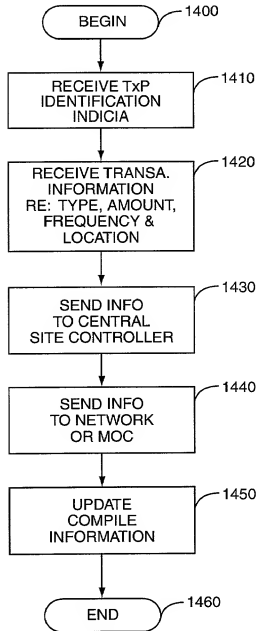 BEGIN
1400
RECEIVE TxP
IDENTIFICATION
INDICIA
1410
RECEIVE TRANSA.
INFORMATION
RE: TYPE, AMOUNT,
FREQUENCY &
LOCATION
1420
SEND INFO
TO CENTRAL
SITE CONTROLLER
1430
SEND INFO
TO NETWORK
OR MOC
1440
UPDATE
COMPILE
INFORMATION
1450
END
1460